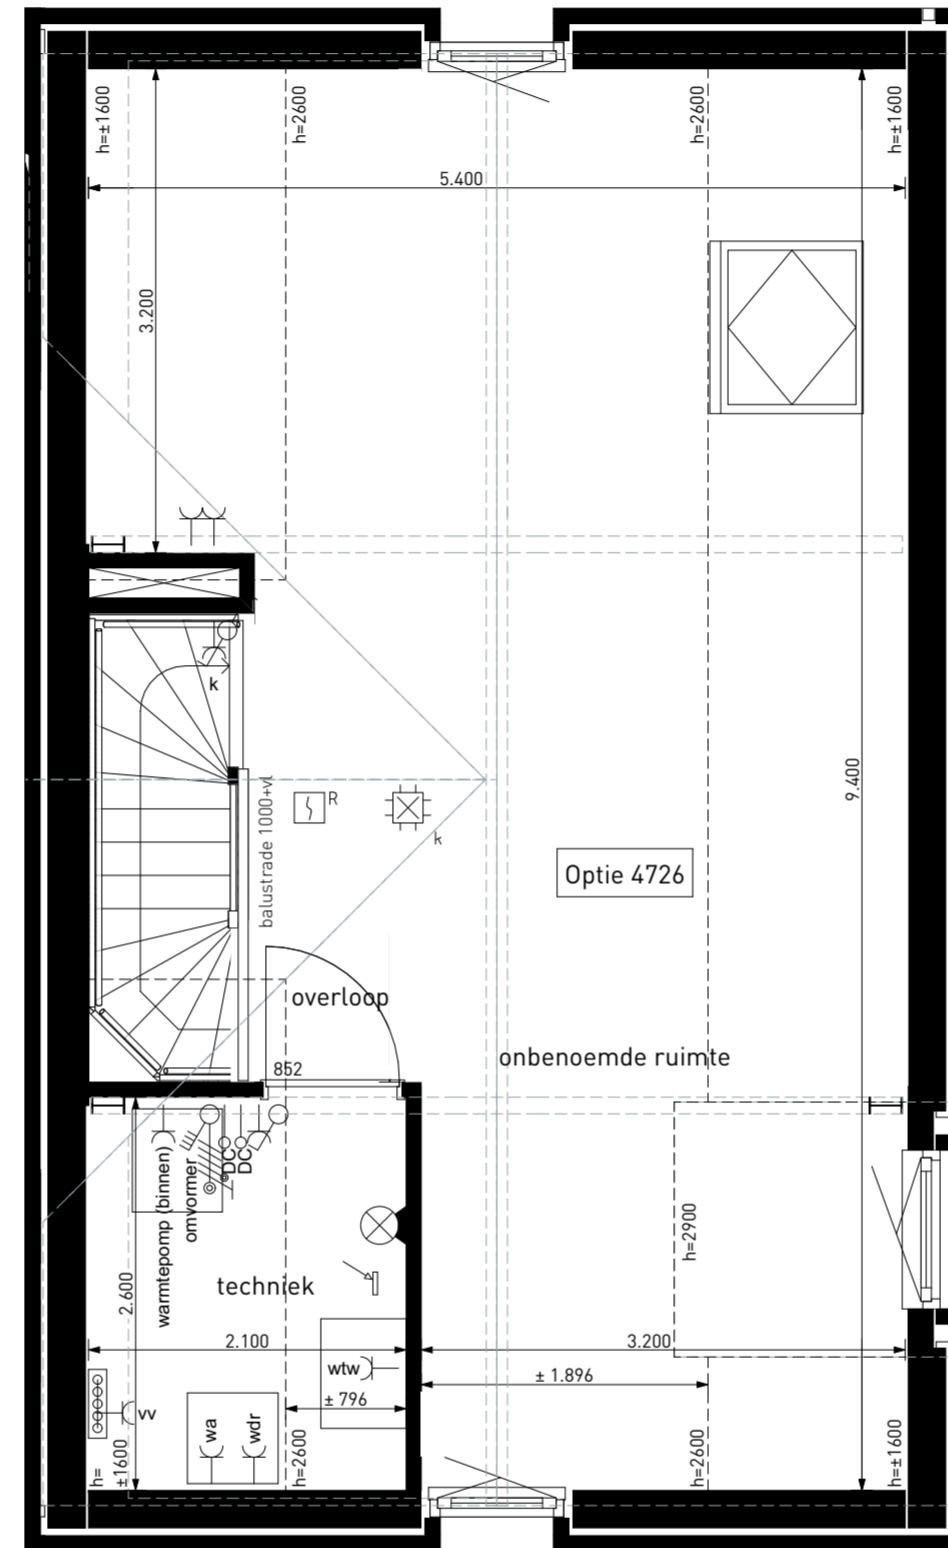 h=±1600
h=2600
h=2600
h=±1600
5.400
3.200
k
balustrade 1000+vl
R
k
9.400
Optie 4726
overloop
onbenoemde ruimte
852
warmtepomp (binnen)
omvormer
DC
DC
h=2900
techniek
2.600
2.100
3.200
wtw
± 1.896
± 796
vv
wa
wdr
h=
±1600
h=2600
h=2600
h=±1600